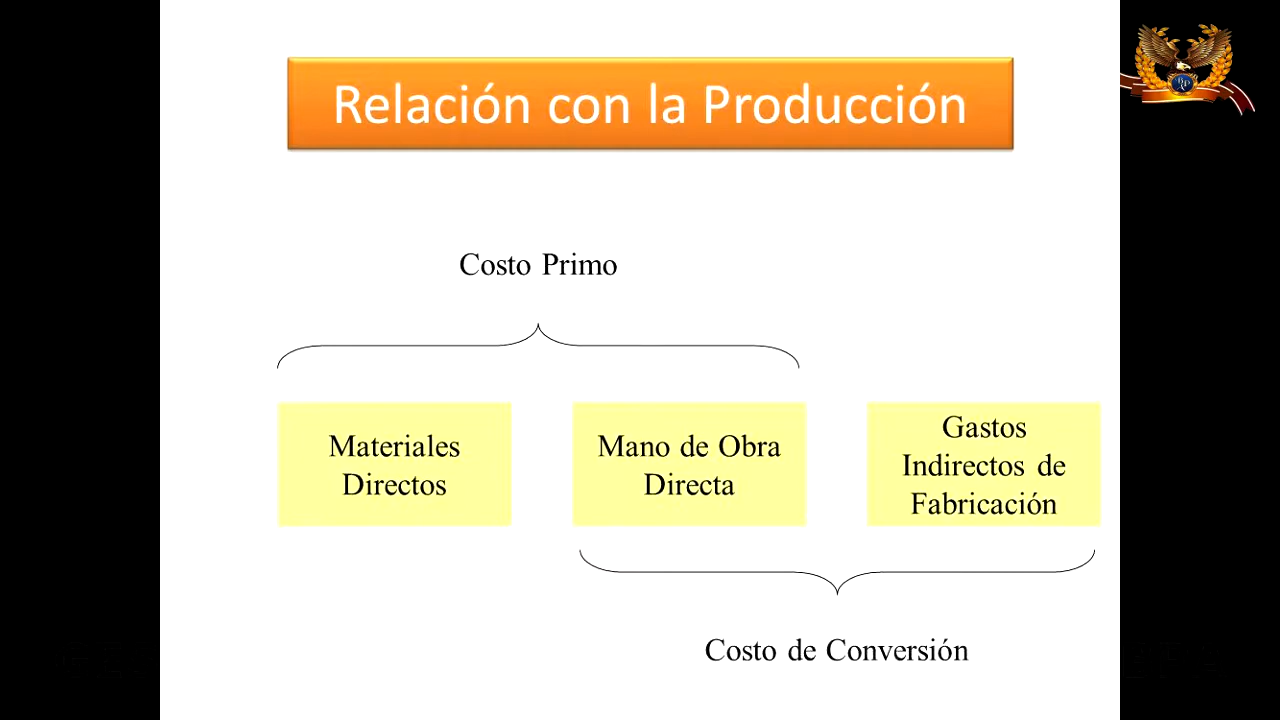 Relación con la Producción
Costo Primo
Materiales
Directos
Mano de Obra
Directa
Gastos
Indirectos de
Fabricación
Costo de Conversión